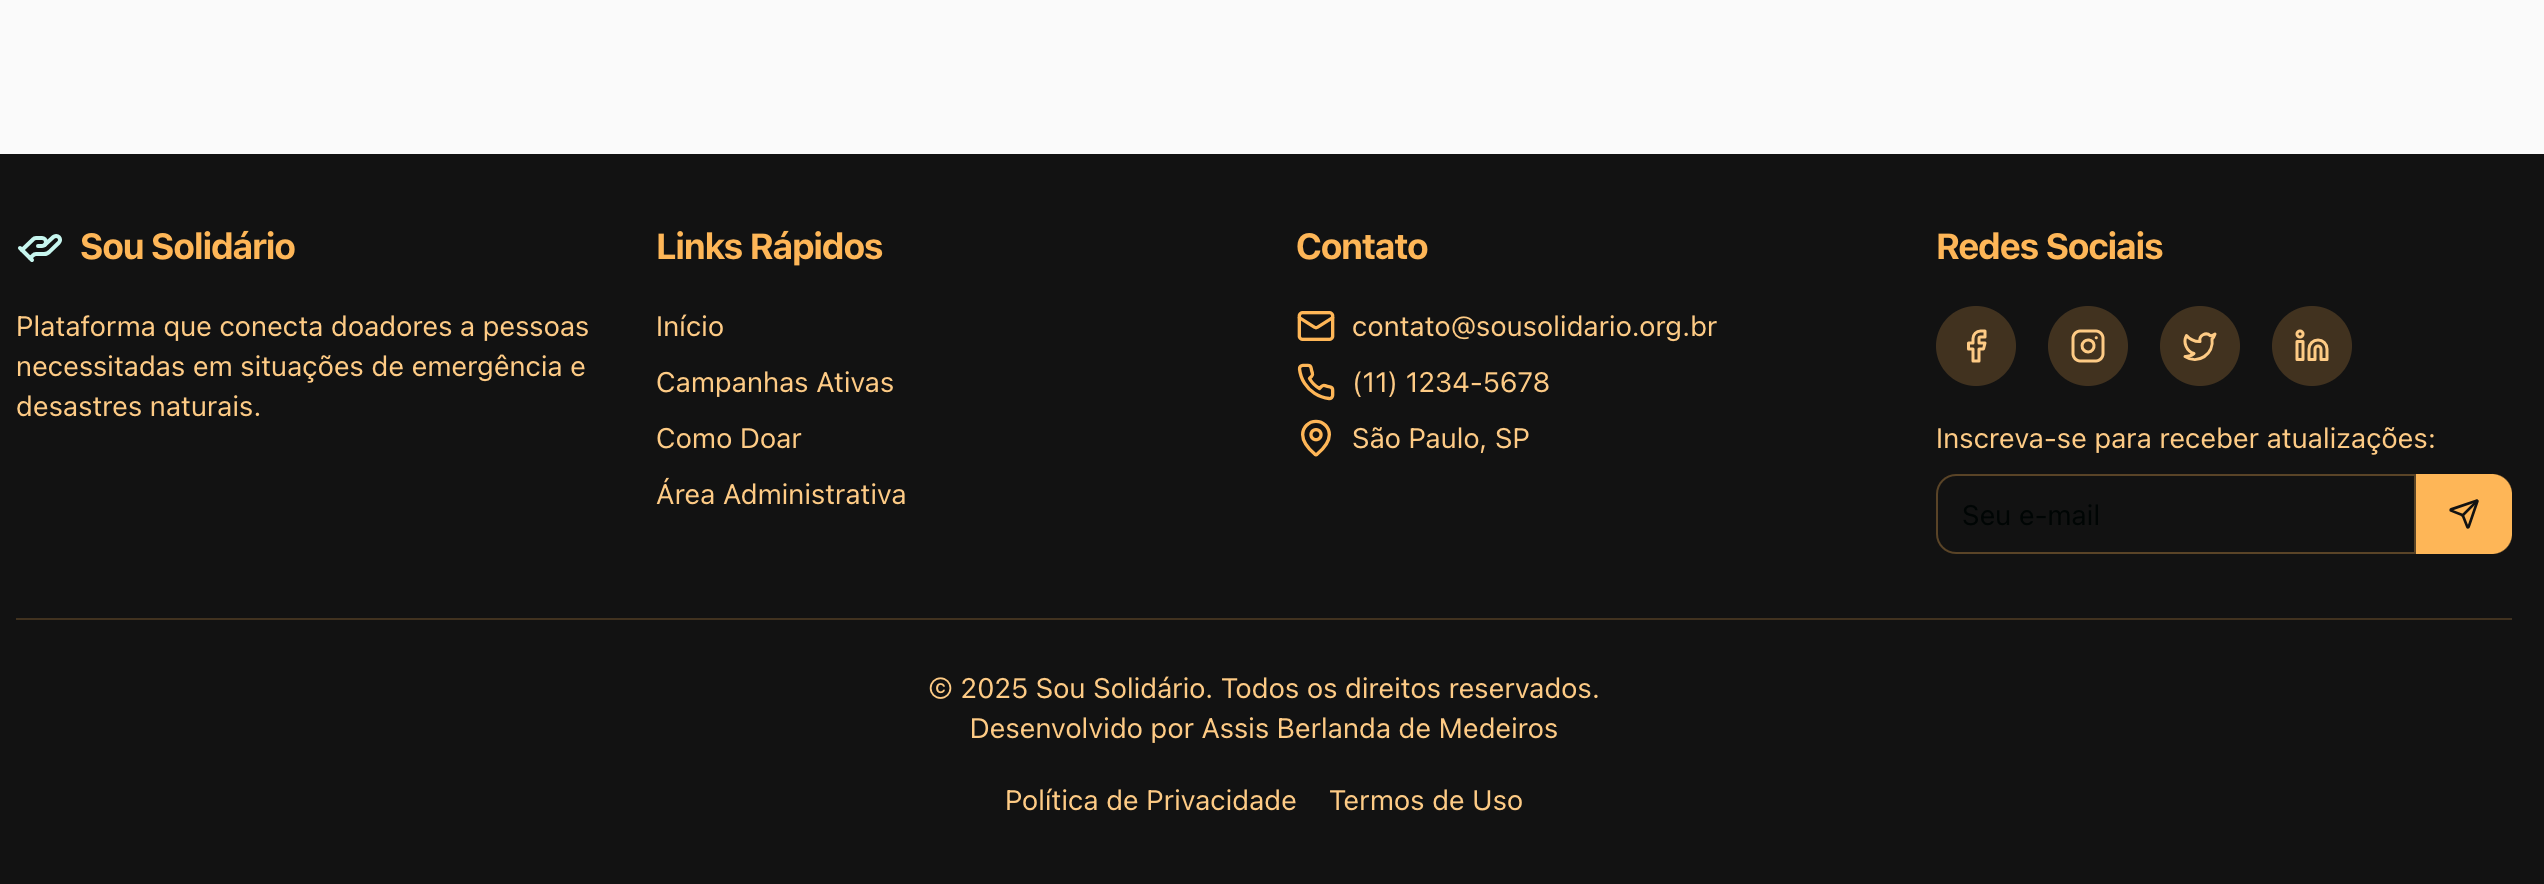 Sou Solidário
Plataforma que conecta doadores a pessoas
necessitadas em situações de emergência e
desastres naturais.
Links Rápidos
Início
Campanhas Ativas
Como Doar
Área Administrativa
Contato
contato@sousolidario.org.br
(11) 1234-5678
São Paulo, SP
Redes Sociais
Inscreva-se para receber atualizações:
Seu e-mail
© 2025 Sou Solidário. Todos os direitos reservados.
Desenvolvido por Assis Berlanda de Medeiros
Política de Privacidade Termos de Uso